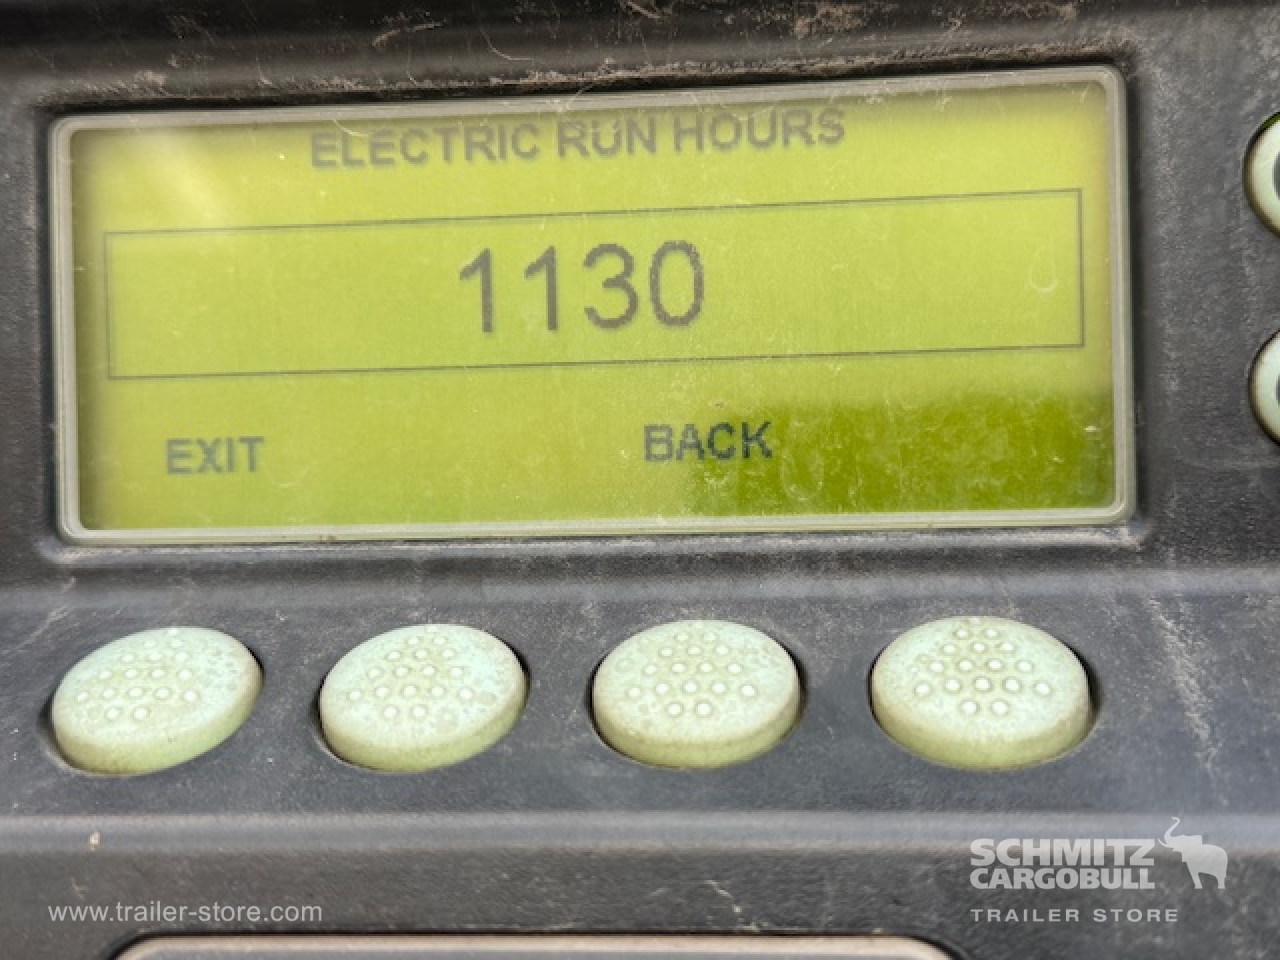 ELECTRIC RUN HOURS
1130
EXIT BACK
SCHMITZ
CARGOBULL
www.trailer-store.com
TRAILER STORE